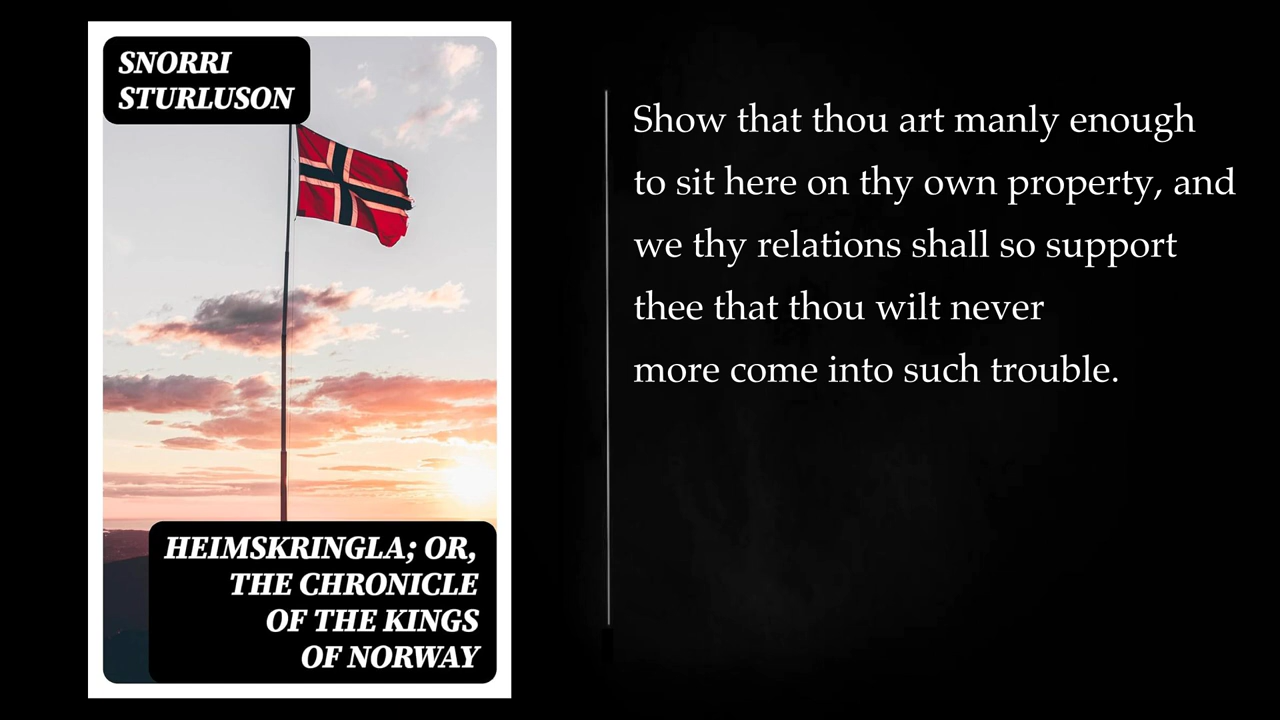 SNORRI
STURLUSON
HEIMSKRINGLA; OR,
THE CHRONICLE
OF THE KINGS
OF NORWAY
Show that thou art manly enough
to sit here on thy own property, and
we thy relations shall so support
thee that thou wilt never
more come into such trouble.